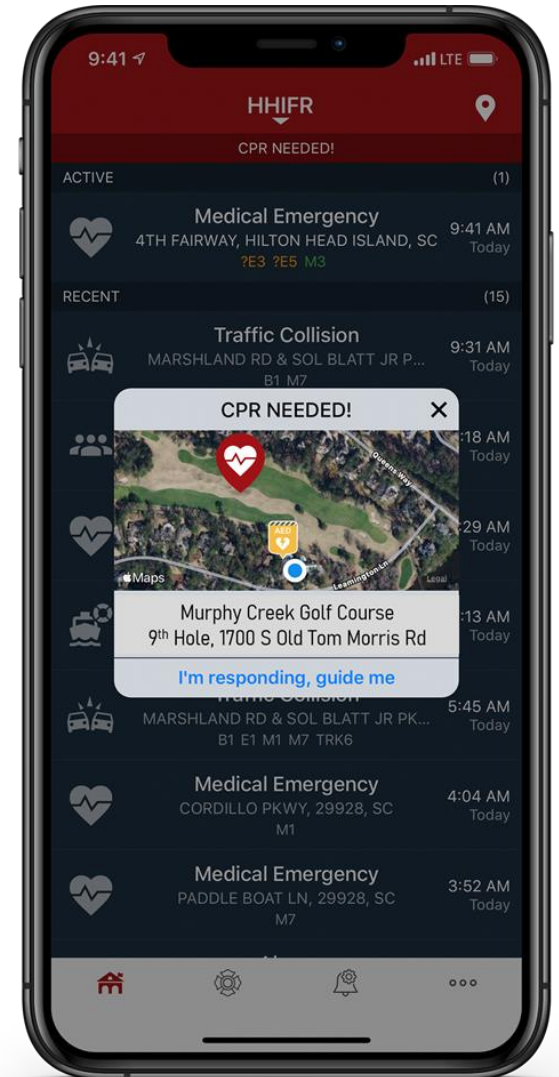 9:41
LTE
HHIFR
CPR NEEDED!
ACTIVE (1)
Medical Emergency
4TH FAIRWAY, HILTON HEAD ISLAND, SC
9:41 AM
Today
?E3 ?E5 M3
RECENT (15)
Traffic Collision
MARSHLAND RD & SOL BLATT JR P...
9:31 AM
Today
B1 M7
CPR NEEDED!
:18 AM
Today
Queens Way
:29 AM
Today
AED
Leamington Ln
Maps
Legal
Murphy Creek Golf Course
9th Hole, 1700 S Old Tom Morris Rd
:13 AM
Today
I'm responding, guide me
Traffic Collision
MARSHLAND RD & SOL BLATT JR PK...
5:45 AM
Today
B1 E1 M1 M7 TRK6
Medical Emergency
CORDILLO PKWY, 29928, SC
4:04 AM
Today
M1
Medical Emergency
PADDLE BOAT LN, 29928, SC
3:52 AM
Today
M7